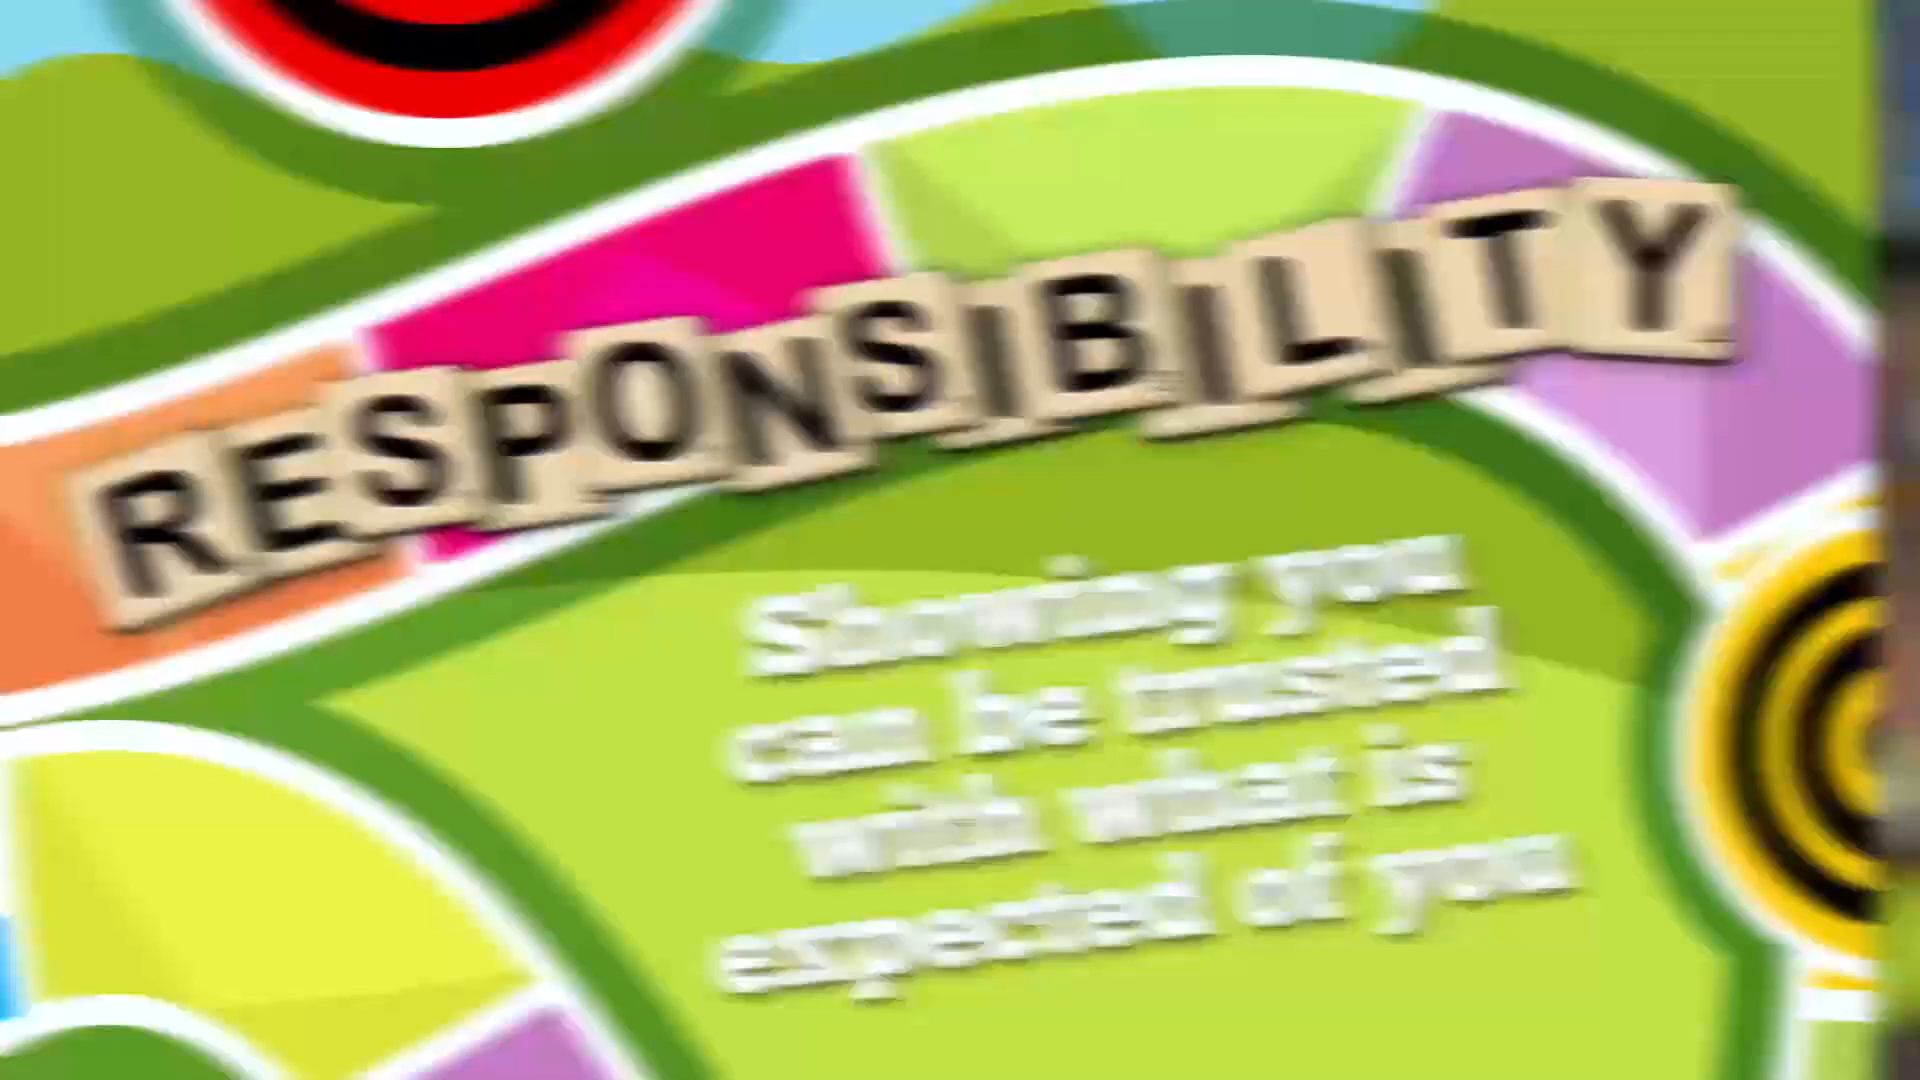 RESPONSIBILITY
Showing you
can be trusted
with what is
expected of you